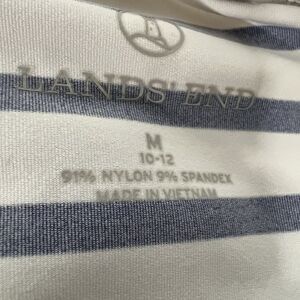 LANDS' END
M
10-12
91% NYLON 9% SPANDEX
MADE IN VIETNAM